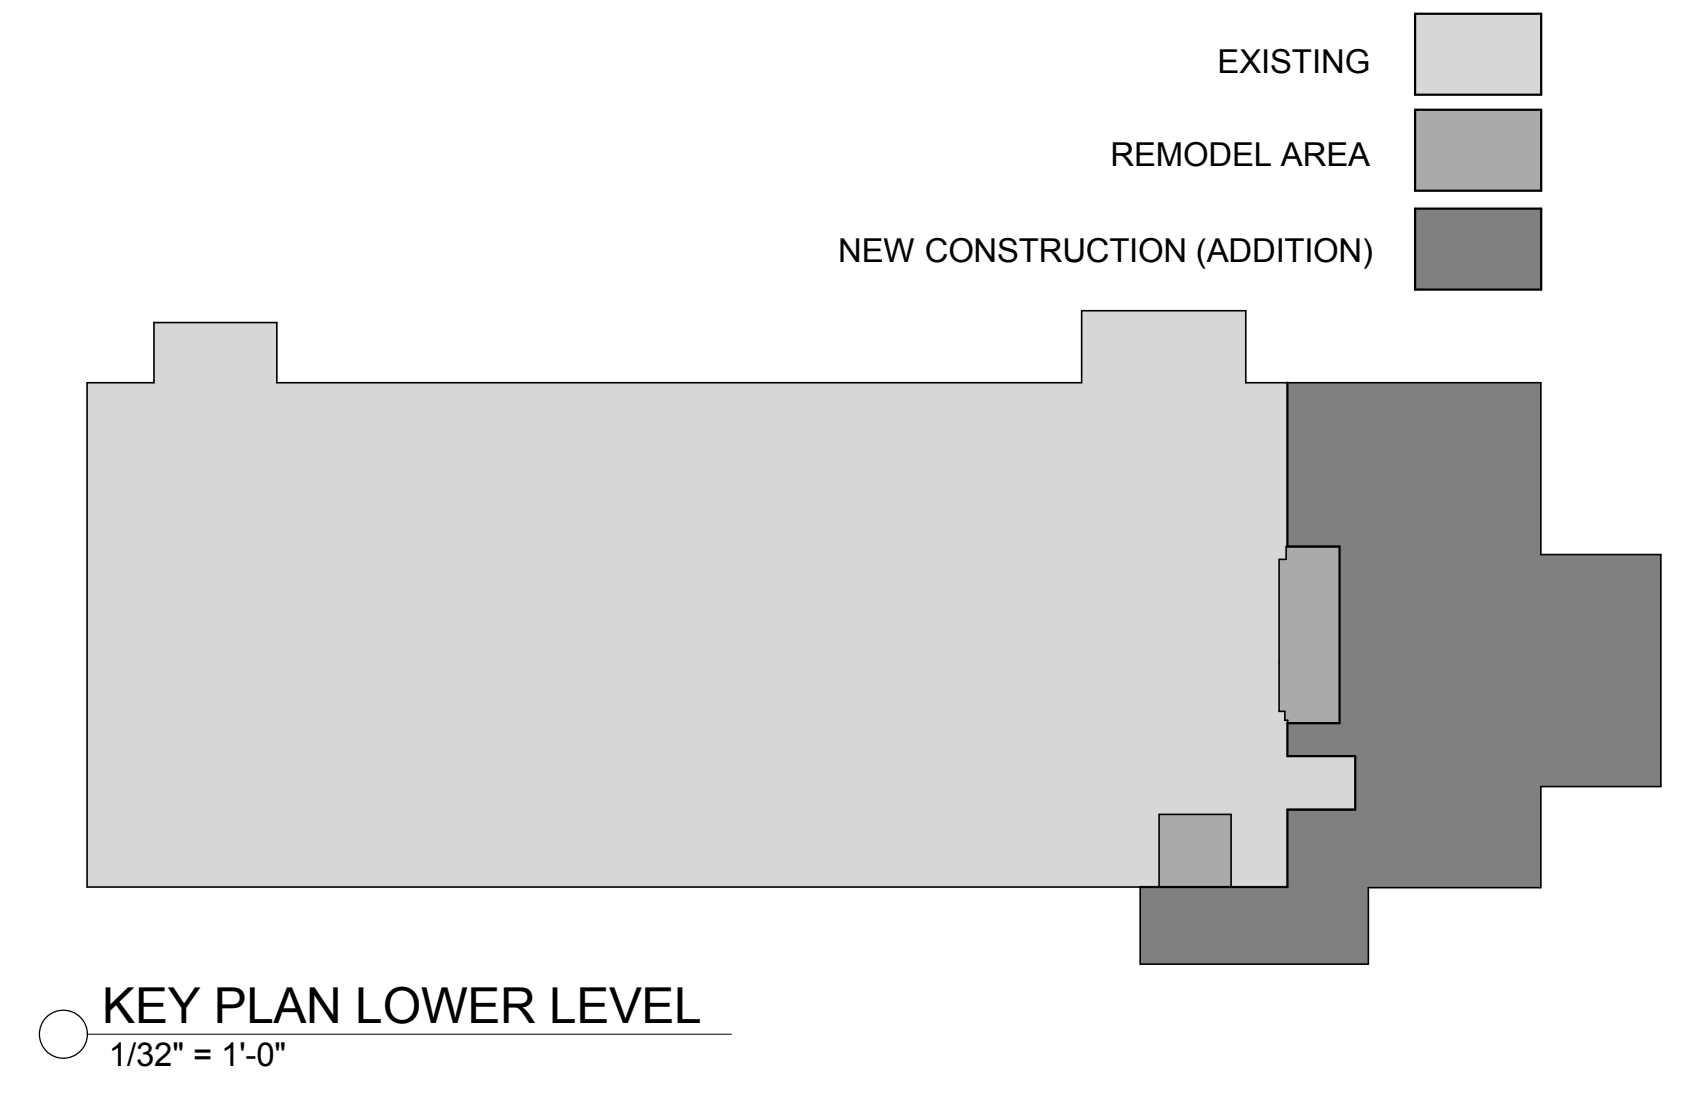 EXISTING
REMODEL AREA
NEW CONSTRUCTION (ADDITION)
KEY PLAN LOWER LEVEL
1/32" = 1'-0"